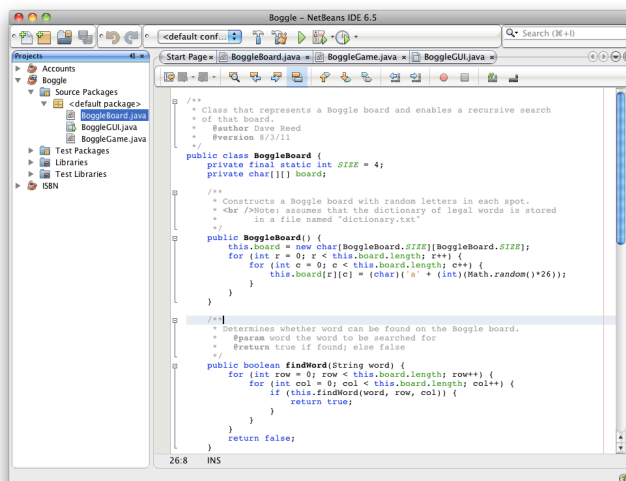 Boggle - NetBeans IDE 6.5
<default conf...
Search (⌘+I)
Projects
Start Page
BoggleBoard.java
BoggleGame.java
BoggleGUI.java
Accounts
Boggle
Source Packages
<default package>
BoggleBoard.java
BoggleGUI.java
BoggleGame.java
Test Packages
Libraries
Test Libraries
ISBN
/**
* Class that represents a Boggle board and enables a recursive search
* of that board.
*   @author Dave Reed
*   @version 8/3/11
*/
public class BoggleBoard {
private final static int SIZE = 4;
private char[][] board;
/**
* Constructs a Boggle board with random letters in each spot.
* <br />Note: assumes that the dictionary of legal words is stored
*       in a file named "dictionary.txt"
*/
public BoggleBoard() {
this.board = new char[BoggleBoard.SIZE][BoggleBoard.SIZE];
for (int r = 0; r < this.board.length; r++) {
for (int c = 0; c < this.board.length; c++) {
this.board[r][c] = (char)('a' + (int)(Math.random()*26));
}
}
}
/**
* Determines whether word can be found on the Boggle board.
*   @param word the word to be searched for
*   @return true if found; else false
*/
public boolean findWord(String word) {
for (int row = 0; row < this.board.length; row++) {
for (int col = 0; col < this.board.length; col++) {
if (this.findWord(word, row, col)) {
return true;
}
}
}
return false;
}
26:8 INS